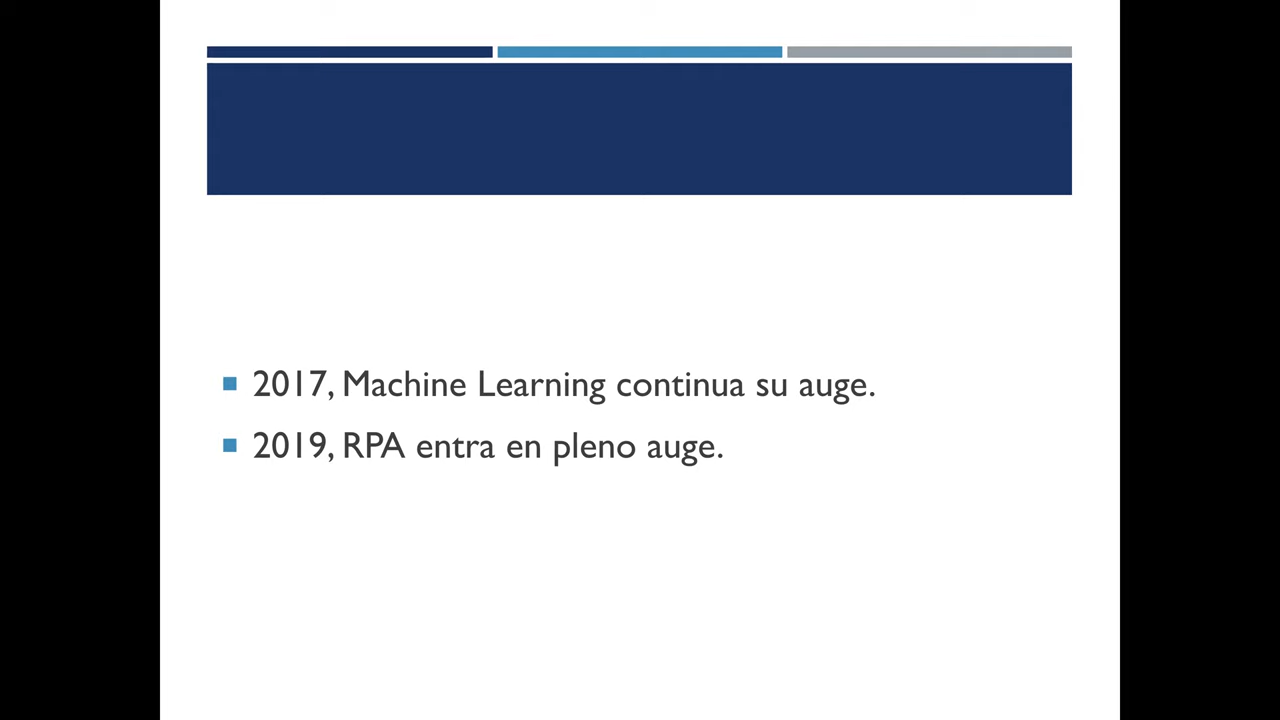 2017, Machine Learning continua su auge.
2019, RPA entra en pleno auge.